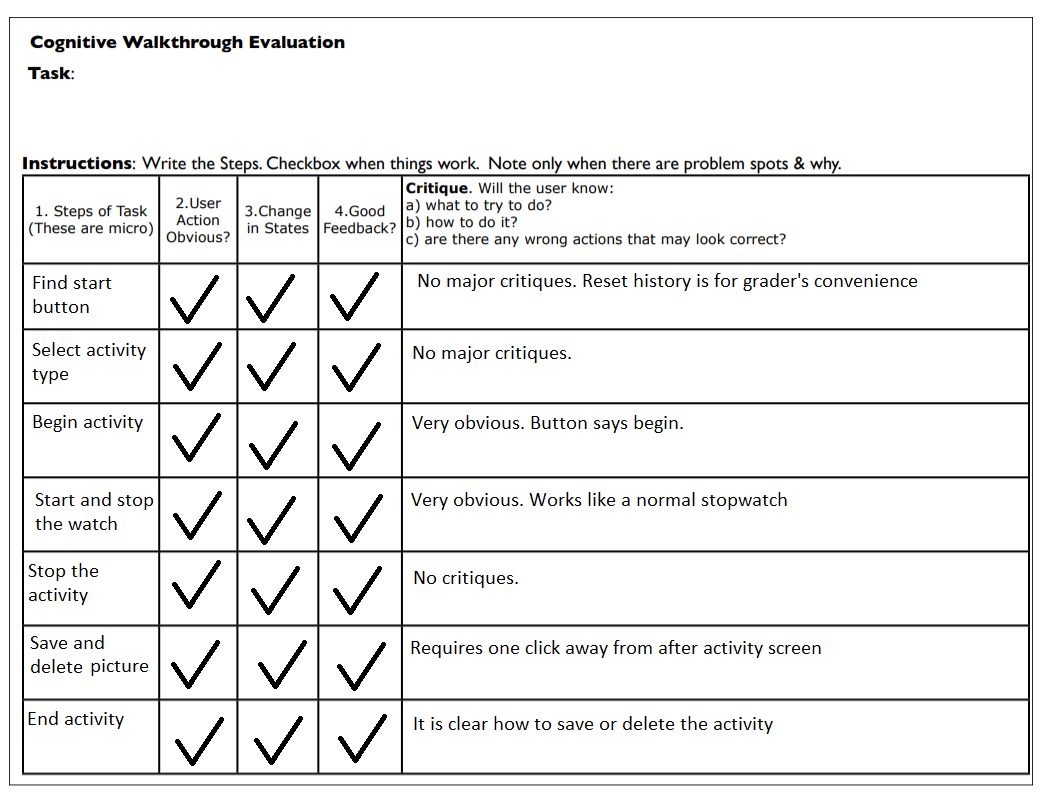 Cognitive Walkthrough Evaluation
Task:
Instructions: Write the Steps. Checkbox when things work. Note only when there are problem spots & why.
1. Steps of Task
(These are micro)
2.User
Action
Obvious?
3.Change
in States
4.Good
Feedback?
Critique. Will the user know:
a) what to try to do?
b) how to do it?
c) are there any wrong actions that may look correct?
Find start
button
No major critiques. Reset history is for grader's convenience
Select activity
type
No major critiques.
Begin activity
Very obvious. Button says begin.
Start and stop
the watch
Very obvious. Works like a normal stopwatch
Stop the
activity
No critiques.
Save and
delete picture
Requires one click away from after activity screen
End activity
It is clear how to save or delete the activity